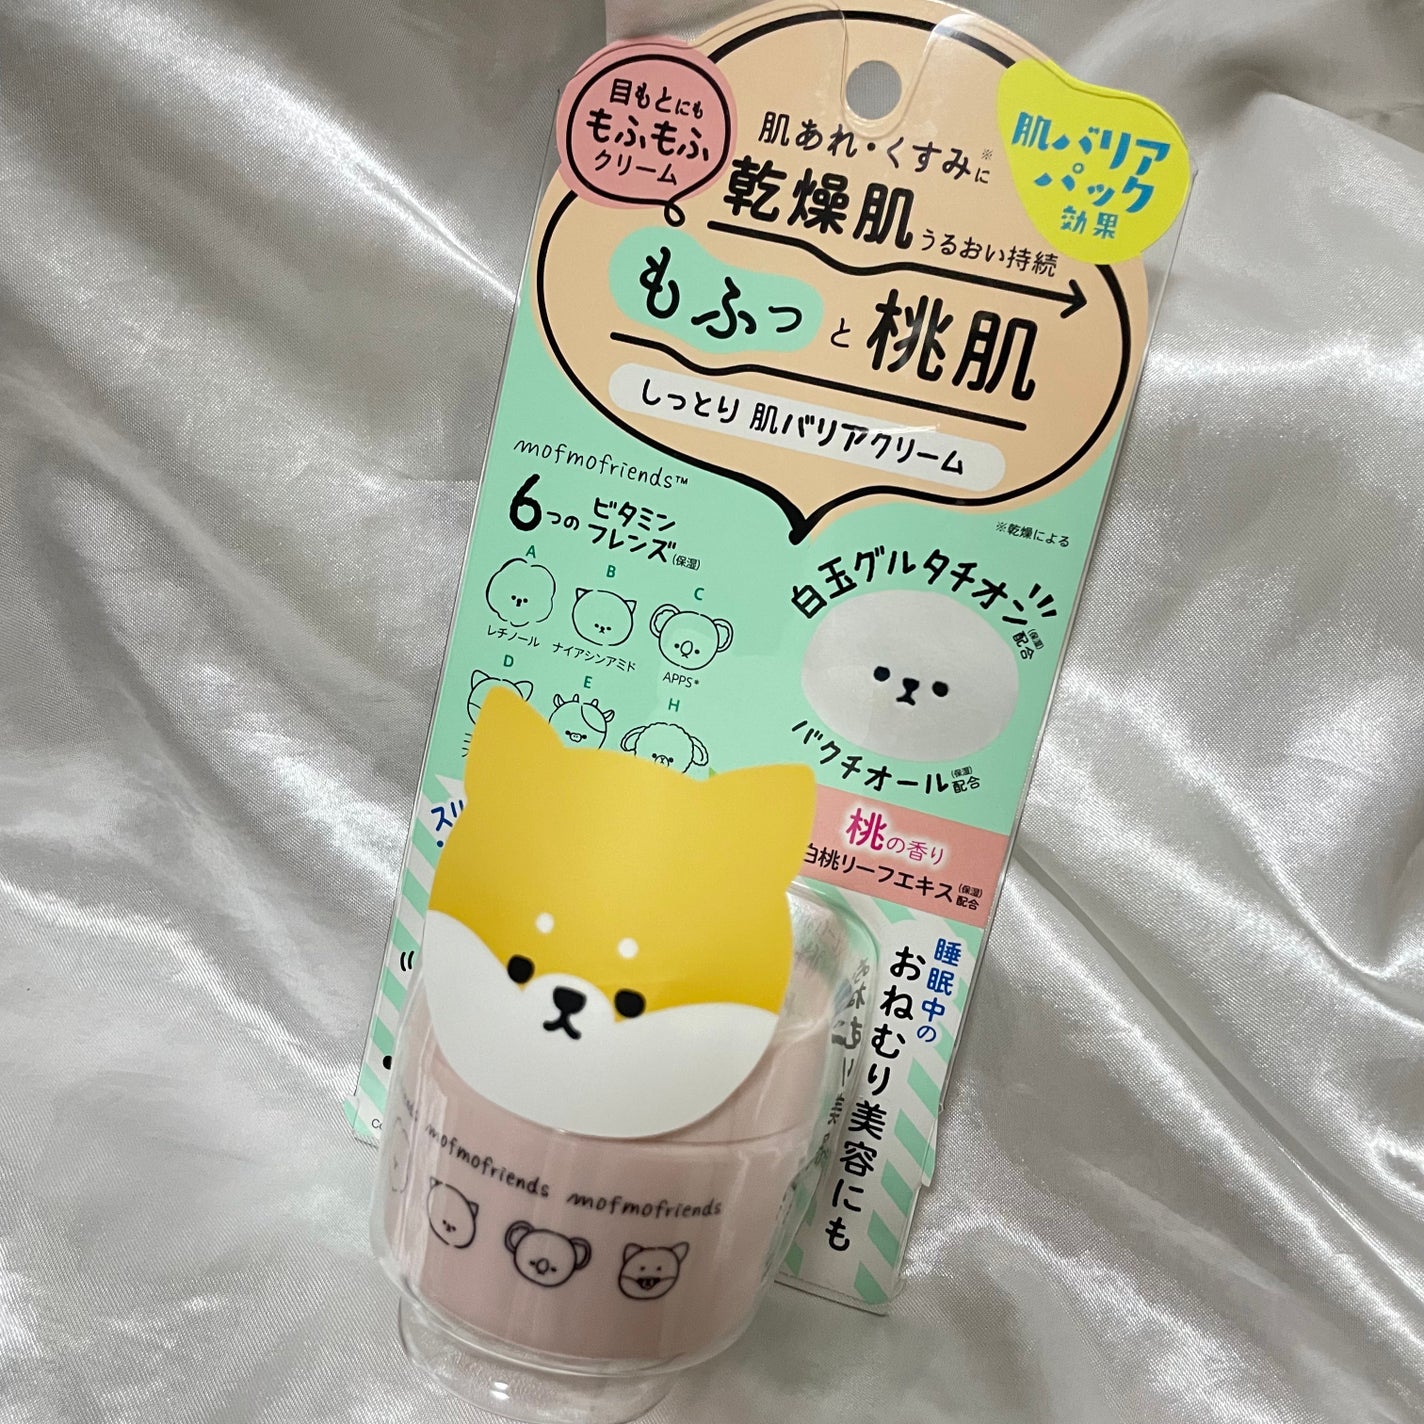 目もとにも
もふもふ
クリーム
肌あれ・くすみ※に
乾燥肌うるおい持続
もふっと桃肌
しっとり 肌バリアクリーム
肌バリア
パック
効果
※乾燥による
mofmofriends™
6つのビタミン
フレンズ(保湿)
A
レチノール
B
ナイアシンアミド
C
APPS*
D
E
H
白玉グルタチオン(保湿)配合
バクチオール(保湿)配合
桃の香り
白桃リーフエキス(保湿)配合
睡眠中の
おねむり美容にも
mofmofriends mofmofriends